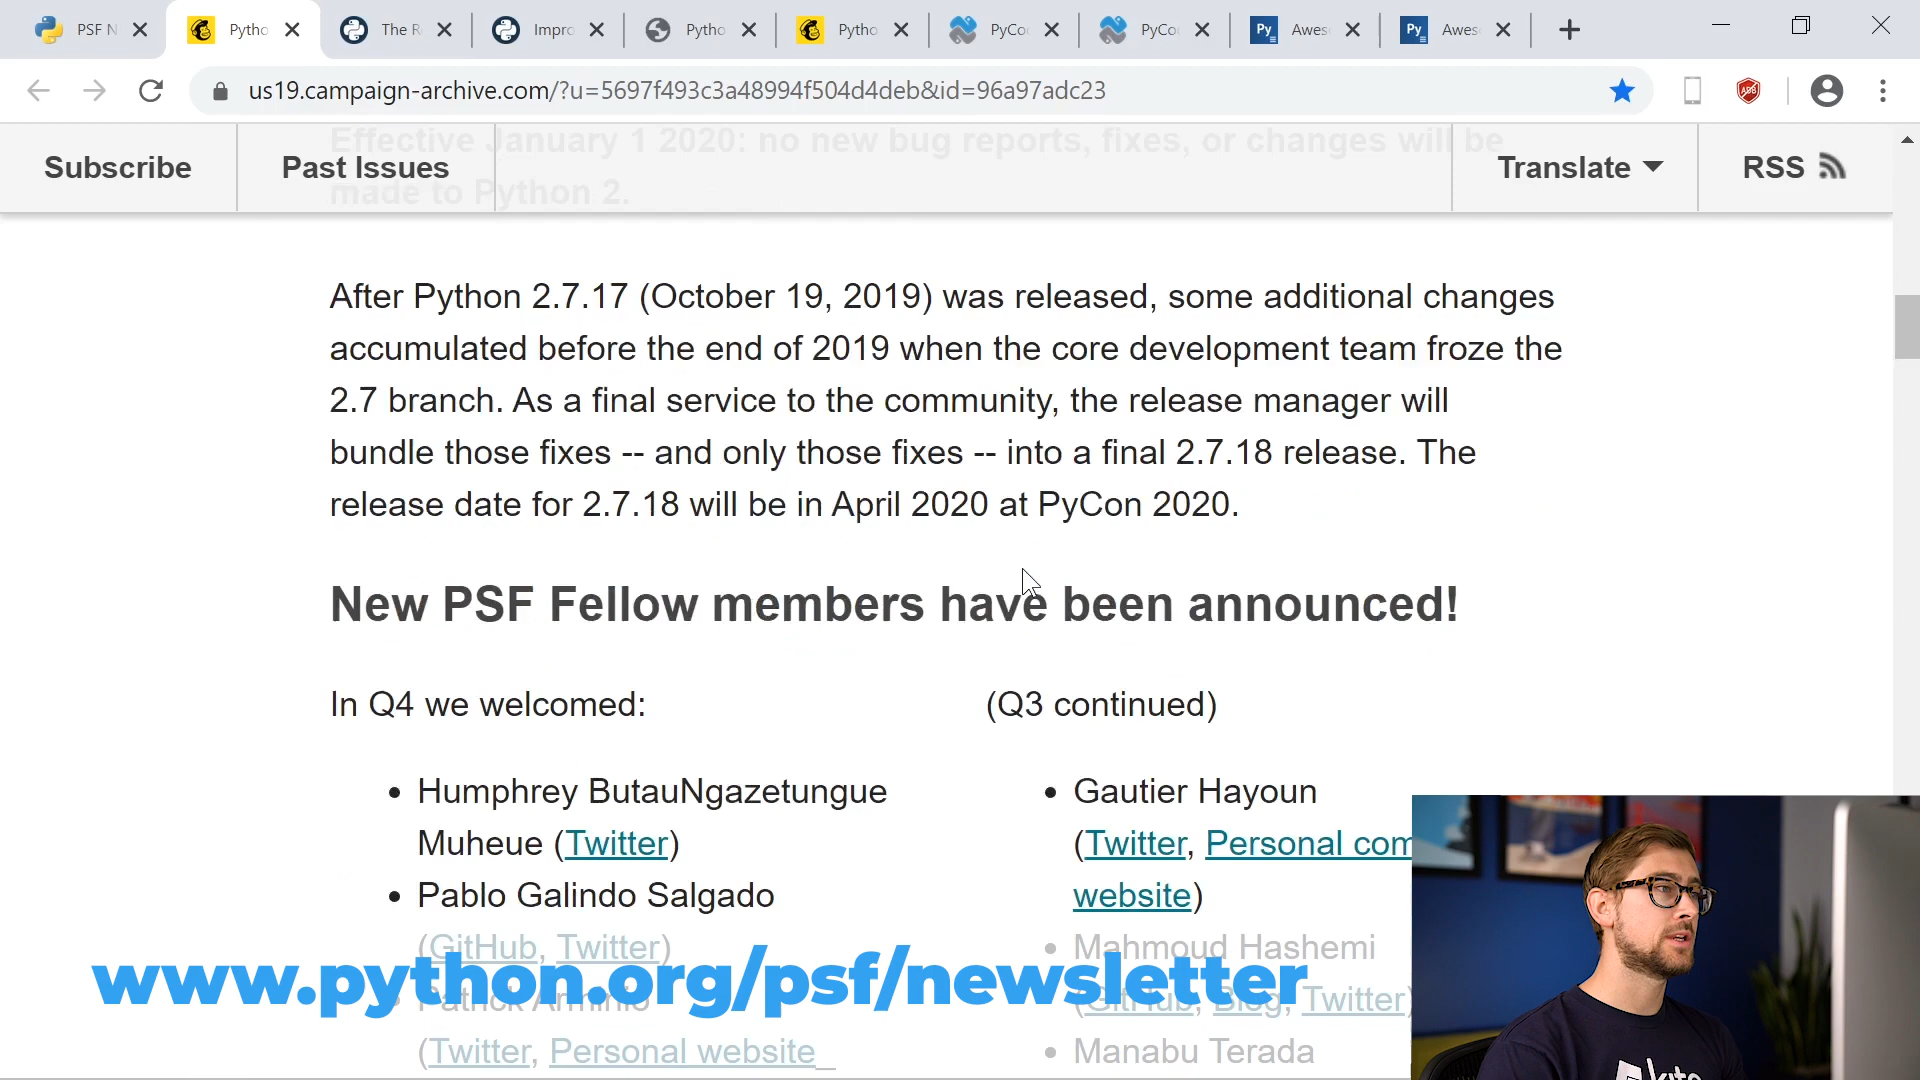 PSF N
Pytho
The R
Impro
Pytho
Pytho
PyCo
PyCo
Awes
Awes
us19.campaign-archive.com/?u=5697f493c3a48994f504d4deb&id=96a97adc23
Effective January 1 2020: no new bug reports, fixes, or changes will be
made to Python 2.
Subscribe
Past Issues
Translate
RSS
After Python 2.7.17 (October 19, 2019) was released, some additional changes
accumulated before the end of 2019 when the core development team froze the
2.7 branch. As a final service to the community, the release manager will
bundle those fixes -- and only those fixes -- into a final 2.7.18 release. The
release date for 2.7.18 will be in April 2020 at PyCon 2020.
New PSF Fellow members have been announced!
In Q4 we welcomed:
Humphrey ButauNgazetungue
Muheue (Twitter)
Pablo Galindo Salgado
(GitHub, Twitter)
Patrick Arminio
(Twitter, Personal website
(Q3 continued)
Gautier Hayoun
(Twitter, Personal com
website)
Mahmoud Hashemi
(GitHub, Blog, Twitter)
Manabu Terada
www.python.org/psf/newsletter
kite